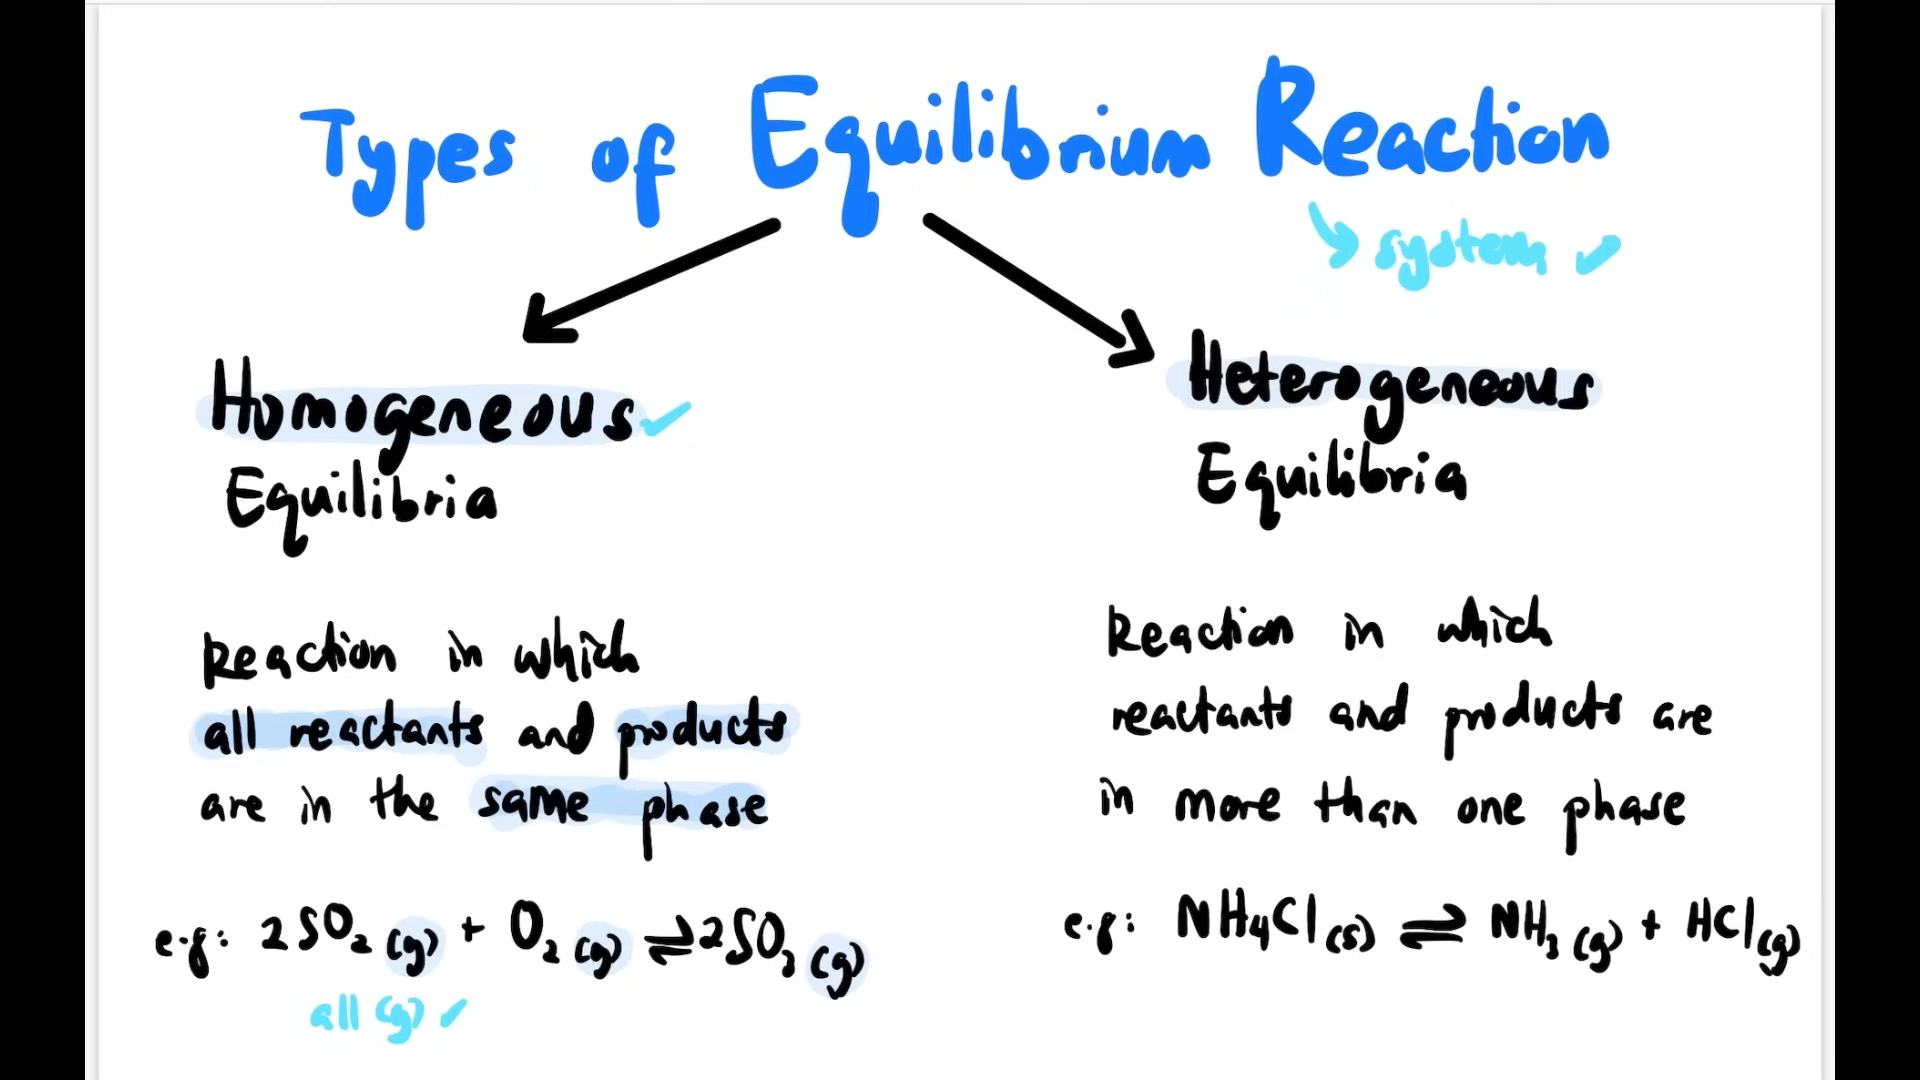 Types of Equilibrium Reaction
↳ system ✓
Homogeneous ✓
Equilibria
Reaction in which
all reactants and products
are in the same phase
e.g: 2SO₂ (g) + O₂ (g) ⇌ 2SO₃ (g)
all (g) ✓
Heterogeneous
Equilibria
Reaction in which
reactants and products are
in more than one phase
e.g: NH₄Cl (s) ⇌ NH₃ (g) + HCl (g)